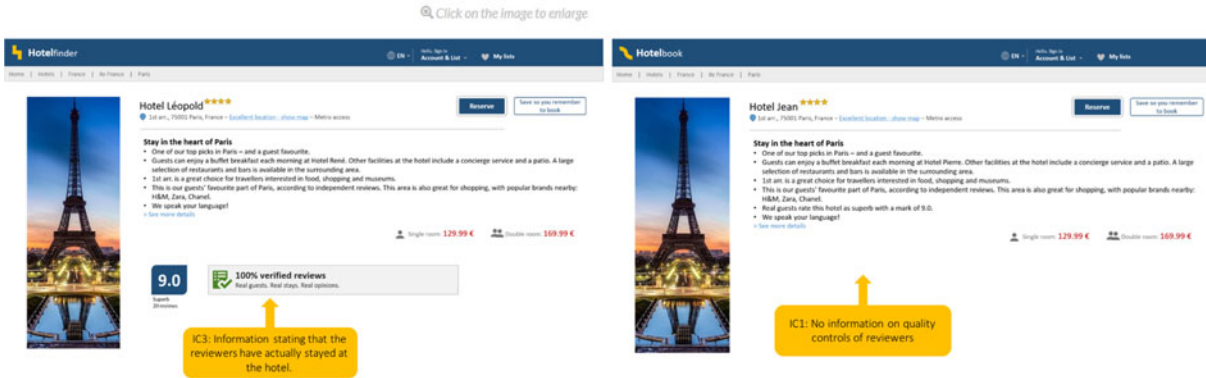 Click on the image to enlarge
Hotelfinder
EN
Hello. Sign in
Account & List
My lists
Home | Hotels | France | Ile France | Paris
Hotel Léopold
Reserve
Save so you remember
to book
1st arr., 75001 Paris, France – Excellent location - show map – Metro access
Stay in the heart of Paris
• One of our top picks in Paris – and a guest favourite.
• Guests can enjoy a buffet breakfast each morning at Hotel René. Other facilities at the hotel include a concierge service and a patio. A large
selection of restaurants and bars is available in the surrounding area.
• 1st arr. is a great choice for travellers interested in food, shopping and museums.
• This is our guests' favourite part of Paris, according to independent reviews. This area is also great for shopping, with popular brands nearby:
H&M, Zara, Chanel.
• We speak your language!
> See more details
Single room: 129.99 € Double room: 169.99 €
9.0
Superb
20 reviews
100% verified reviews
Real guests. Real stays. Real opinions.
IC3: Information stating that the
reviewers have actually stayed at
the hotel.
Hotelbook
EN
Hello. Sign in
Account & List
My lists
Home | Hotels | France | Ile France | Paris
Hotel Jean
Reserve
Save so you remember
to book
1st arr., 75001 Paris, France – Excellent location - show map – Metro access
Stay in the heart of Paris
• One of our top picks in Paris – and a guest favourite.
• Guests can enjoy a buffet breakfast each morning at Hotel Pierre. Other facilities at the hotel include a concierge service and a patio. A large
selection of restaurants and bars is available in the surrounding area.
• 1st arr. is a great choice for travellers interested in food, shopping and museums.
• This is our guests' favourite part of Paris, according to independent reviews. This area is also great for shopping, with popular brands nearby:
H&M, Zara, Chanel.
• Real guests rate this hotel as superb with a mark of 9.0.
• We speak your language!
> See more details
Single room: 129.99 € Double room: 169.99 €
IC1: No information on quality
controls of reviewers